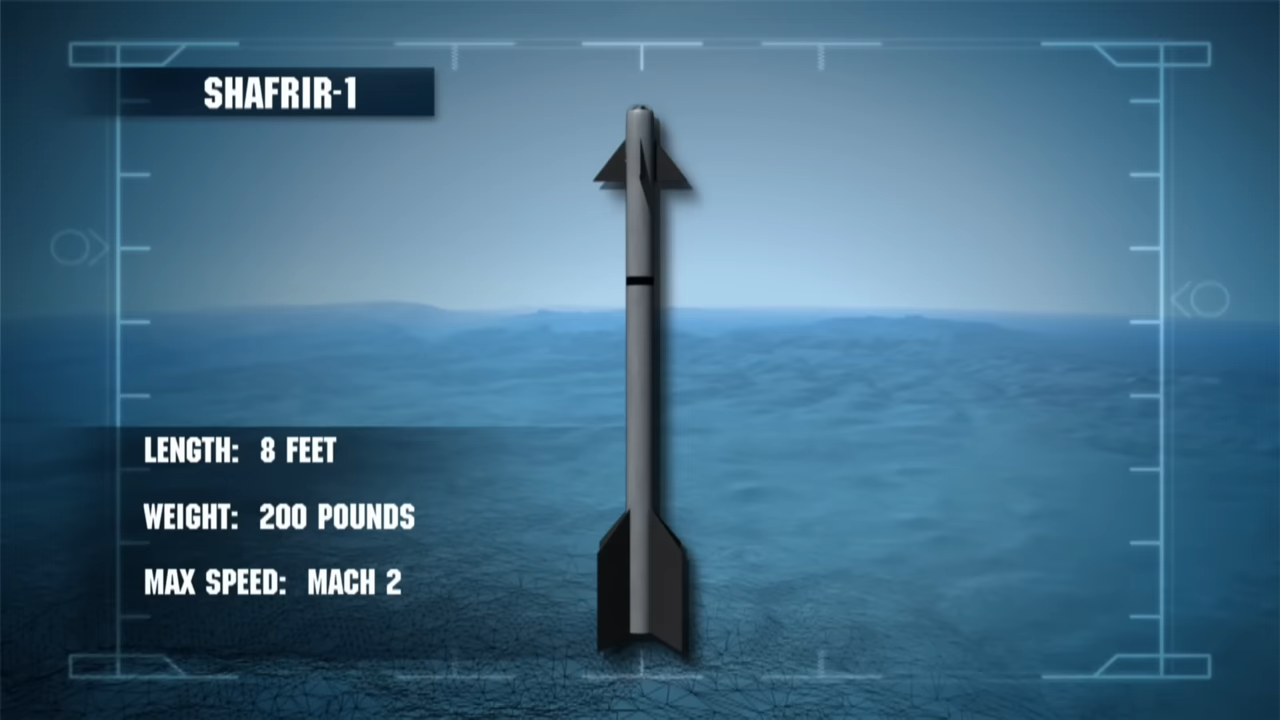 SHAFRIR-1
LENGTH: 8 FEET
WEIGHT: 200 POUNDS
MAX SPEED: MACH 2